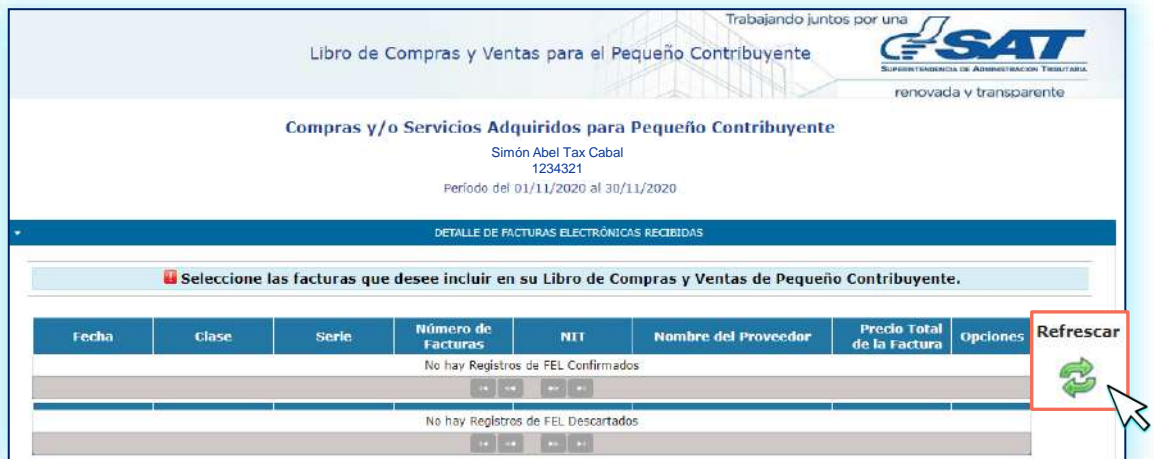 Trabajando juntos por una
Libro de Compras y Ventas para el Pequeño Contribuyente
SAT
SUPERINTENDENCIA DE ADMINISTRACIÓN TRIBUTARIA
renovada y transparente
Compras y/o Servicios Adquiridos para Pequeño Contribuyente
Simón Abel Tax Cabal
1234321
Período del 01/11/2020 al 30/11/2020
DETALLE DE FACTURAS ELECTRÓNICAS RECIBIDAS
Seleccione las facturas que desee incluir en su Libro de Compras y Ventas de Pequeño Contribuyente.
Fecha Clase Serie Número de Facturas NIT Nombre del Proveedor Precio Total de la Factura Opciones Refrescar
No hay Registros de FEL Confirmados
No hay Registros de FEL Descartados